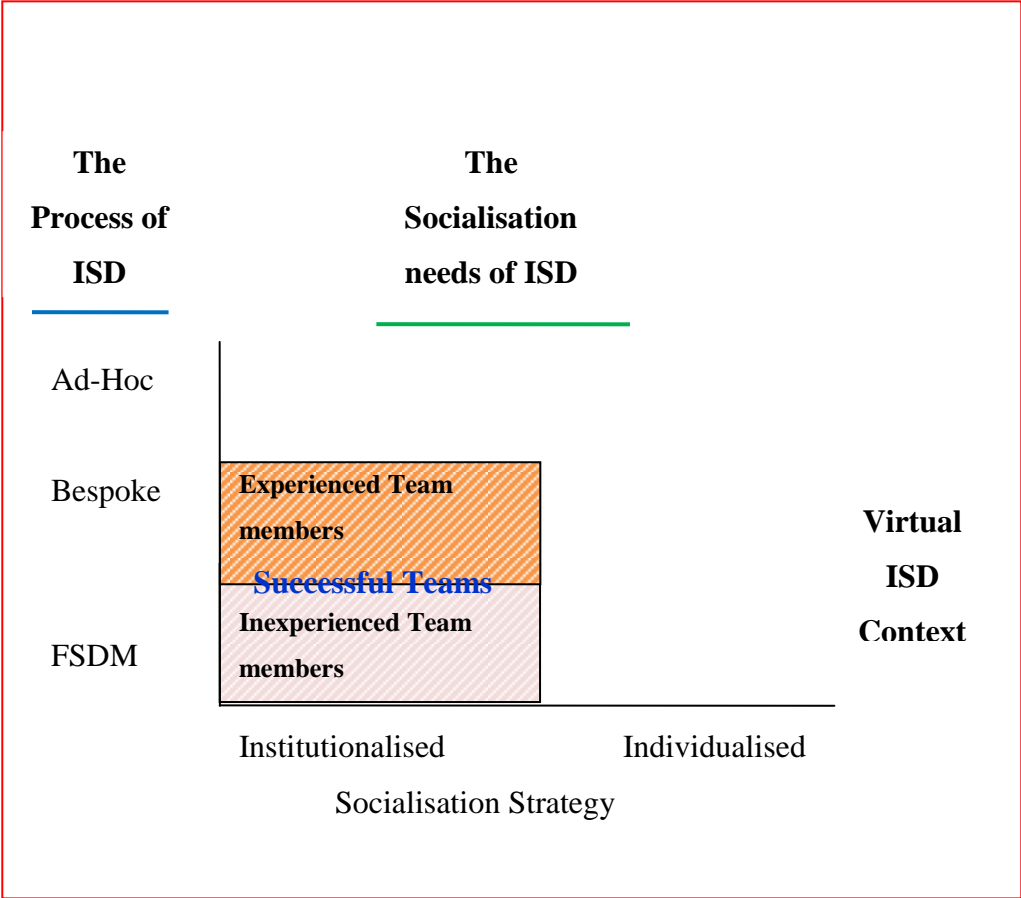 The
Process of
ISD
The
Socialisation
needs of ISD
Ad-Hoc
Bespoke
FSDM
Experienced Team
members
Successful Teams
Inexperienced Team
members
Virtual
ISD
Context
Institutionalised
Individualised
Socialisation Strategy